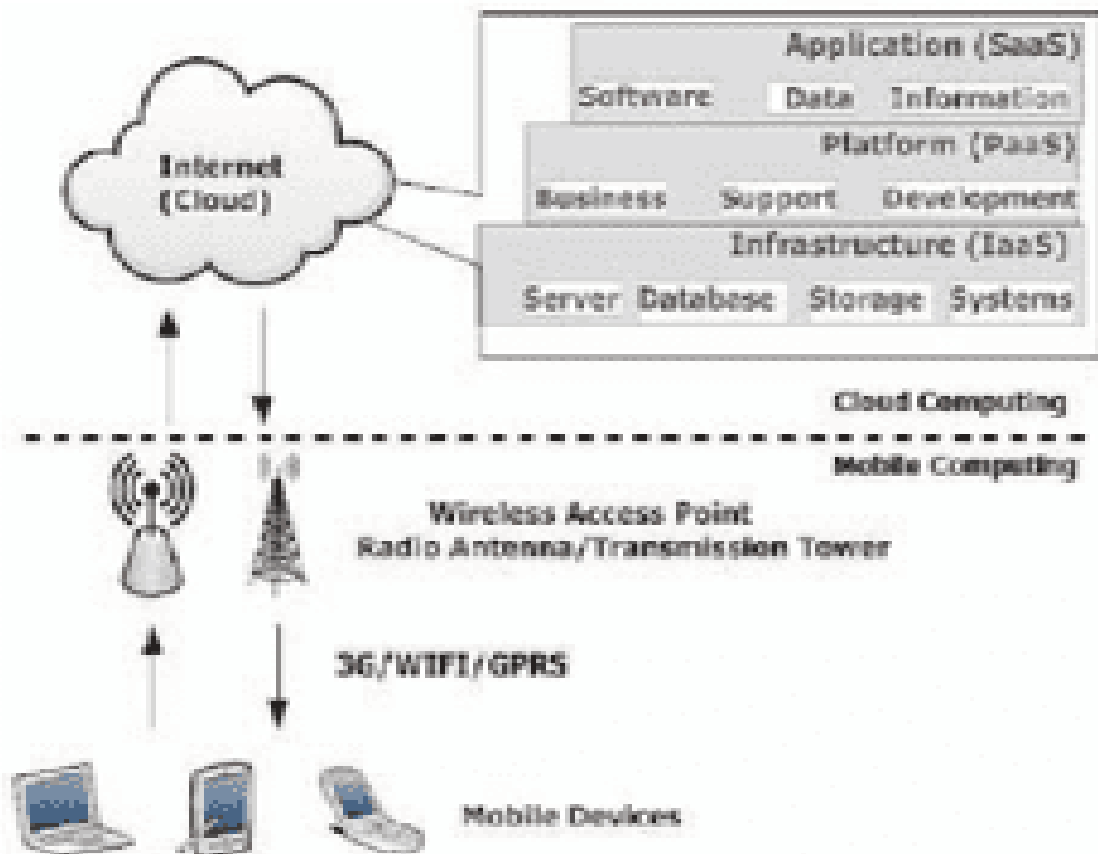 Application (SaaS)
Software Data Information
Platform (PaaS)
Business Support Development
Infrastructure (IaaS)
Server Database Storage Systems
Internet
(Cloud)
Cloud Computing
Mobile Computing
Wireless Access Point
Radio Antenna/Transmission Tower
3G/WIFI/GPRS
Mobile Devices